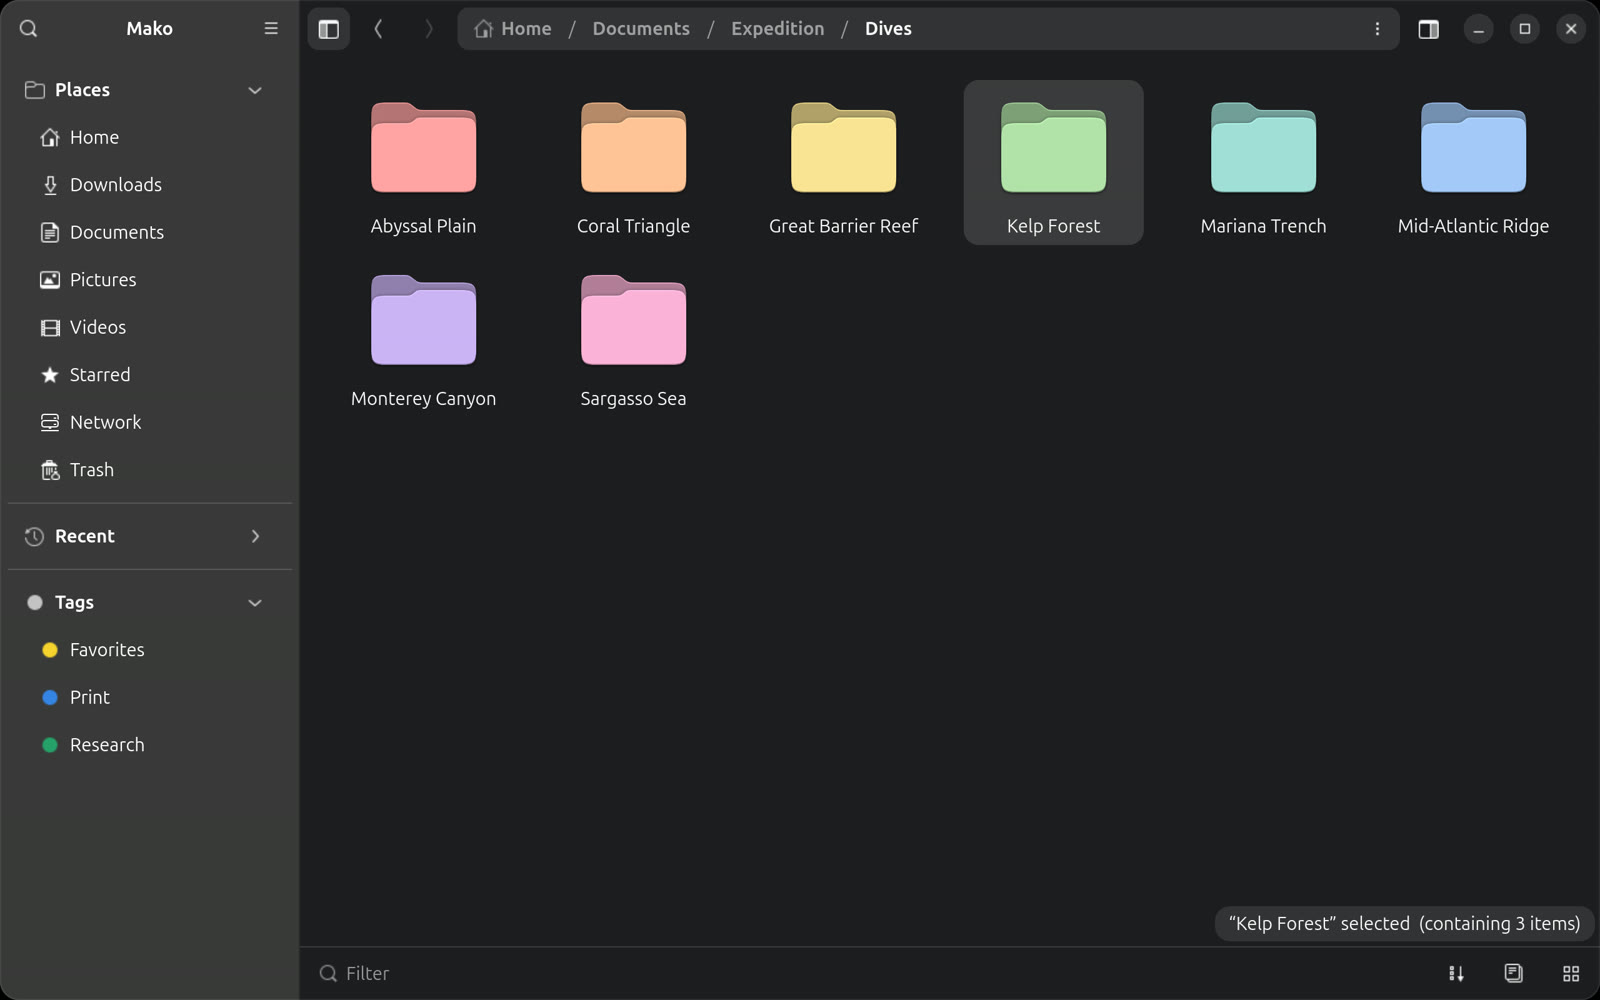 Mako
Places
Home
Downloads
Documents
Pictures
Videos
Starred
Network
Trash
Recent
Tags
Favorites
Print
Research
Home / Documents / Expedition / Dives
Abyssal Plain
Coral Triangle
Great Barrier Reef
Kelp Forest
Mariana Trench
Mid-Atlantic Ridge
Monterey Canyon
Sargasso Sea
“Kelp Forest” selected (containing 3 items)
Filter